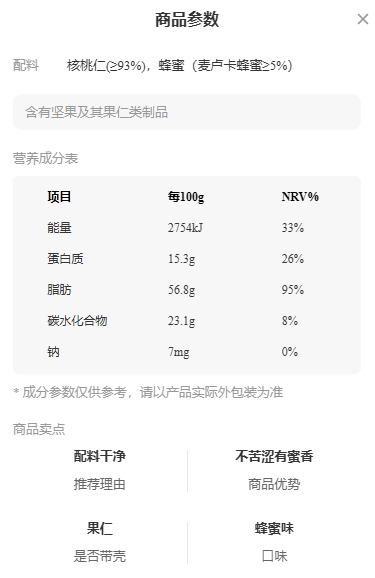 商品参数
配料 核桃仁(≥93%)，蜂蜜（麦卢卡蜂蜜≥5%）
含有坚果及其果仁类制品
营养成分表
项目 每100g NRV%
能量 2754kJ 33%
蛋白质 15.3g 26%
脂肪 56.8g 95%
碳水化合物 23.1g 8%
钠 7mg 0%
* 成分参数仅供参考，请以产品实际外包装为准
商品卖点
配料干净 不苦涩有蜜香
推荐理由 商品优势
果仁 蜂蜜味
是否带壳 口味